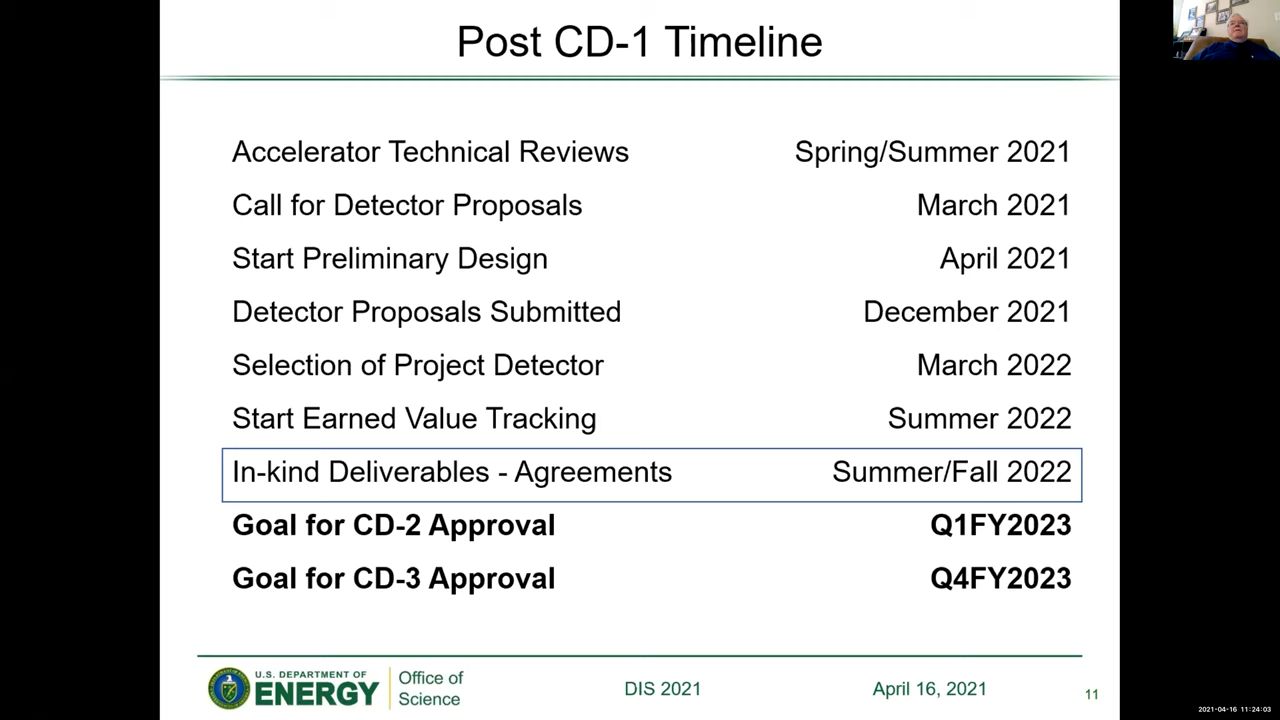 Post CD-1 Timeline
Accelerator Technical Reviews Spring/Summer 2021
Call for Detector Proposals March 2021
Start Preliminary Design April 2021
Detector Proposals Submitted December 2021
Selection of Project Detector March 2022
Start Earned Value Tracking Summer 2022
In-kind Deliverables - Agreements Summer/Fall 2022
Goal for CD-2 Approval Q1FY2023
Goal for CD-3 Approval Q4FY2023
U.S. DEPARTMENT OF
ENERGY
Office of
Science
DIS 2021
April 16, 2021
11
2021-04-16 11:24:03